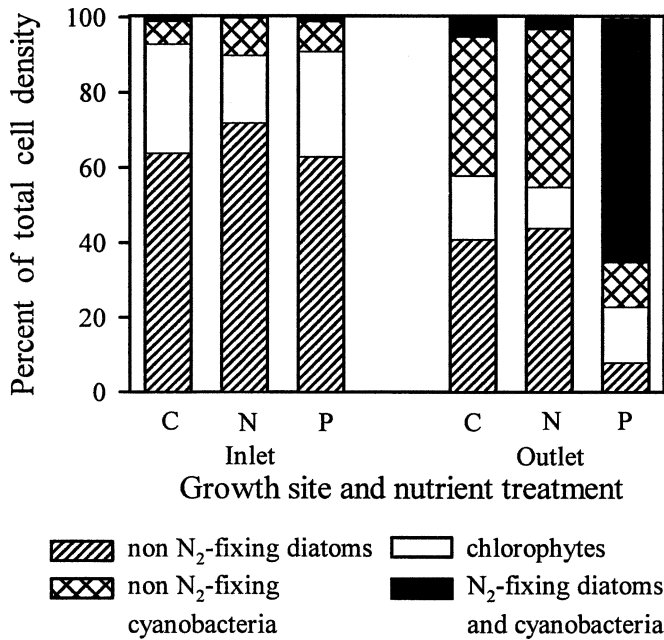 Percent of total cell density
100
80
60
40
20
0
C N P C N P
Inlet Outlet
Growth site and nutrient treatment
non N₂-fixing diatoms
chlorophytes
non N₂-fixing
cyanobacteria
N₂-fixing diatoms
and cyanobacteria